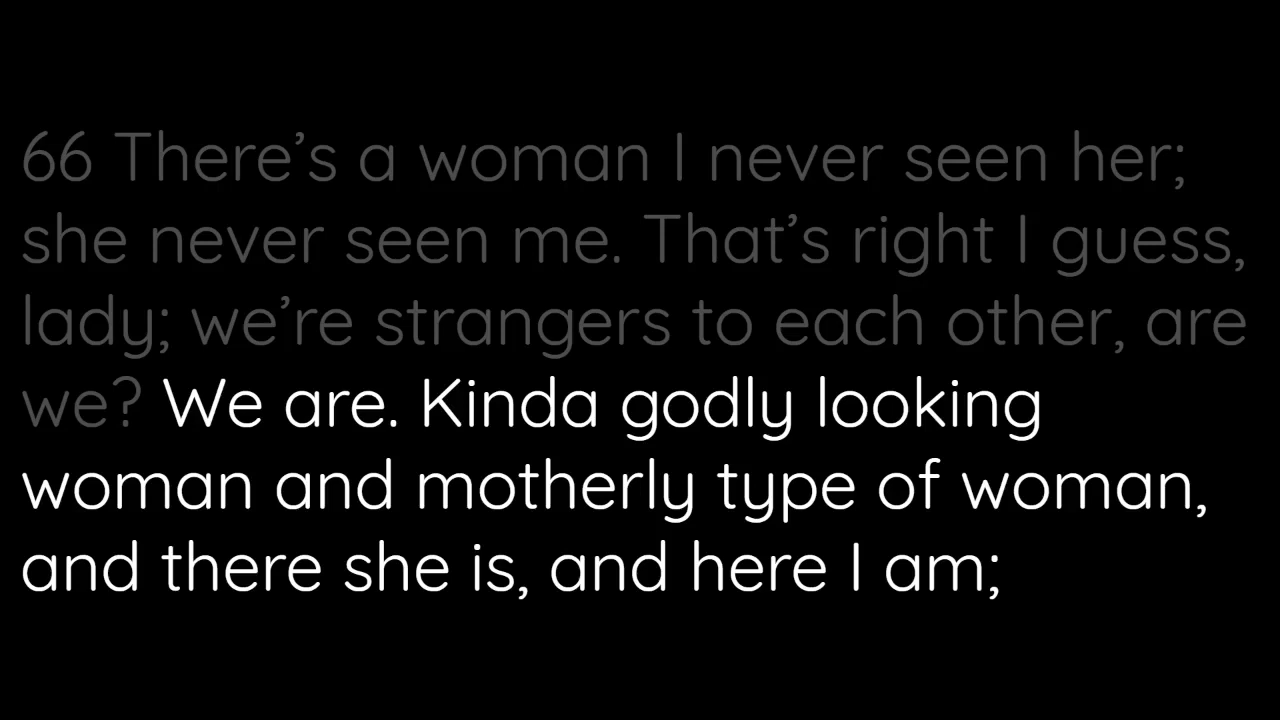 66 There’s a woman I never seen her;
she never seen me. That’s right I guess,
lady; we’re strangers to each other, are
we? We are. Kinda godly looking
woman and motherly type of woman,
and there she is, and here I am;